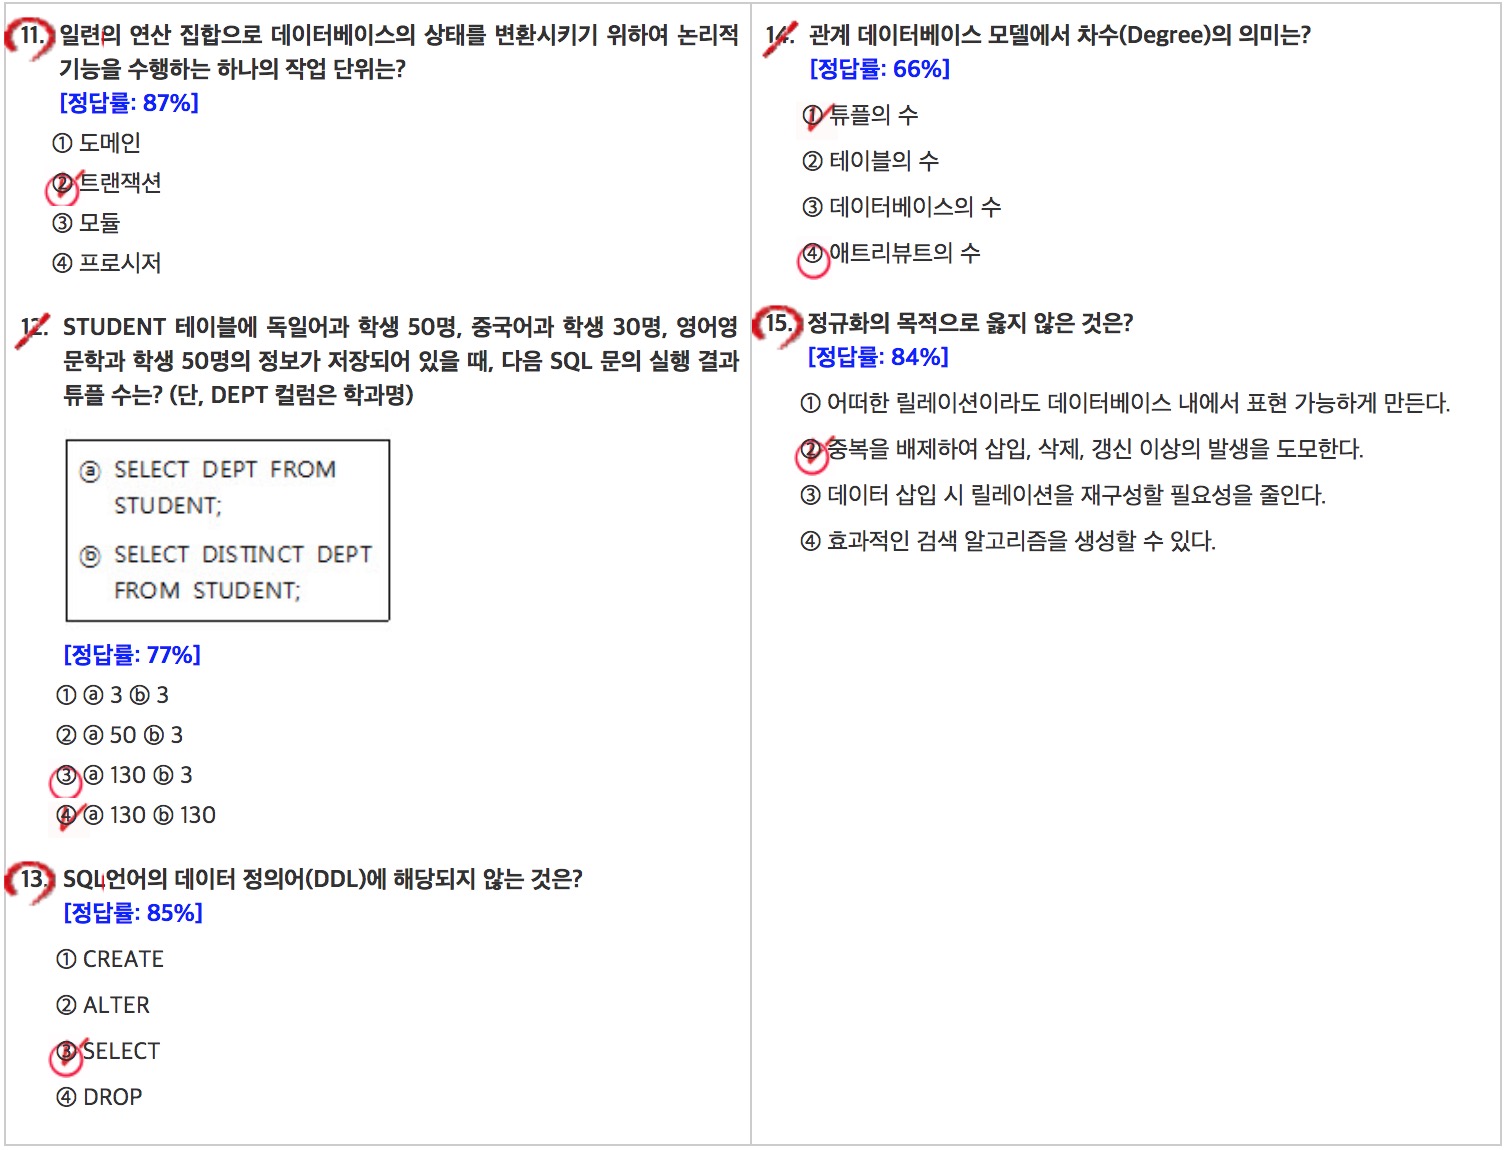 11. 일련의 연산 집합으로 데이터베이스의 상태를 변환시키기 위하여 논리적
기능을 수행하는 하나의 작업 단위는?
[정답률: 87%]
① 도메인
② 트랜잭션
③ 모듈
④ 프로시저
12. STUDENT 테이블에 독일어과 학생 50명, 중국어과 학생 30명, 영어영
문학과 학생 50명의 정보가 저장되어 있을 때, 다음 SQL 문의 실행 결과
튜플 수는? (단, DEPT 컬럼은 학과명)
ⓐ SELECT DEPT FROM
STUDENT;
ⓑ SELECT DISTINCT DEPT
FROM STUDENT;
[정답률: 77%]
① ⓐ 3 ⓑ 3
② ⓐ 50 ⓑ 3
③ ⓐ 130 ⓑ 3
④ ⓐ 130 ⓑ 130
13. SQL언어의 데이터 정의어(DDL)에 해당되지 않는 것은?
[정답률: 85%]
① CREATE
② ALTER
③ SELECT
④ DROP
14. 관계 데이터베이스 모델에서 차수(Degree)의 의미는?
[정답률: 66%]
① 튜플의 수
② 테이블의 수
③ 데이터베이스의 수
④ 애트리뷰트의 수
15. 정규화의 목적으로 옳지 않은 것은?
[정답률: 84%]
① 어떠한 릴레이션이라도 데이터베이스 내에서 표현 가능하게 만든다.
② 중복을 배제하여 삽입, 삭제, 갱신 이상의 발생을 도모한다.
③ 데이터 삽입 시 릴레이션을 재구성할 필요성을 줄인다.
④ 효과적인 검색 알고리즘을 생성할 수 있다.